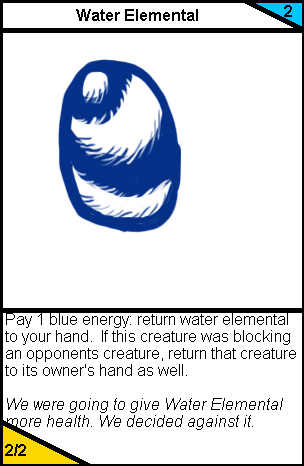 Water Elemental
2
Pay 1 blue energy: return water elemental
to your hand. If this creature was blocking
an opponents creature, return that creature
to its owner's hand as well.
We were going to give Water Elemental
more health. We decided against it.
2/2